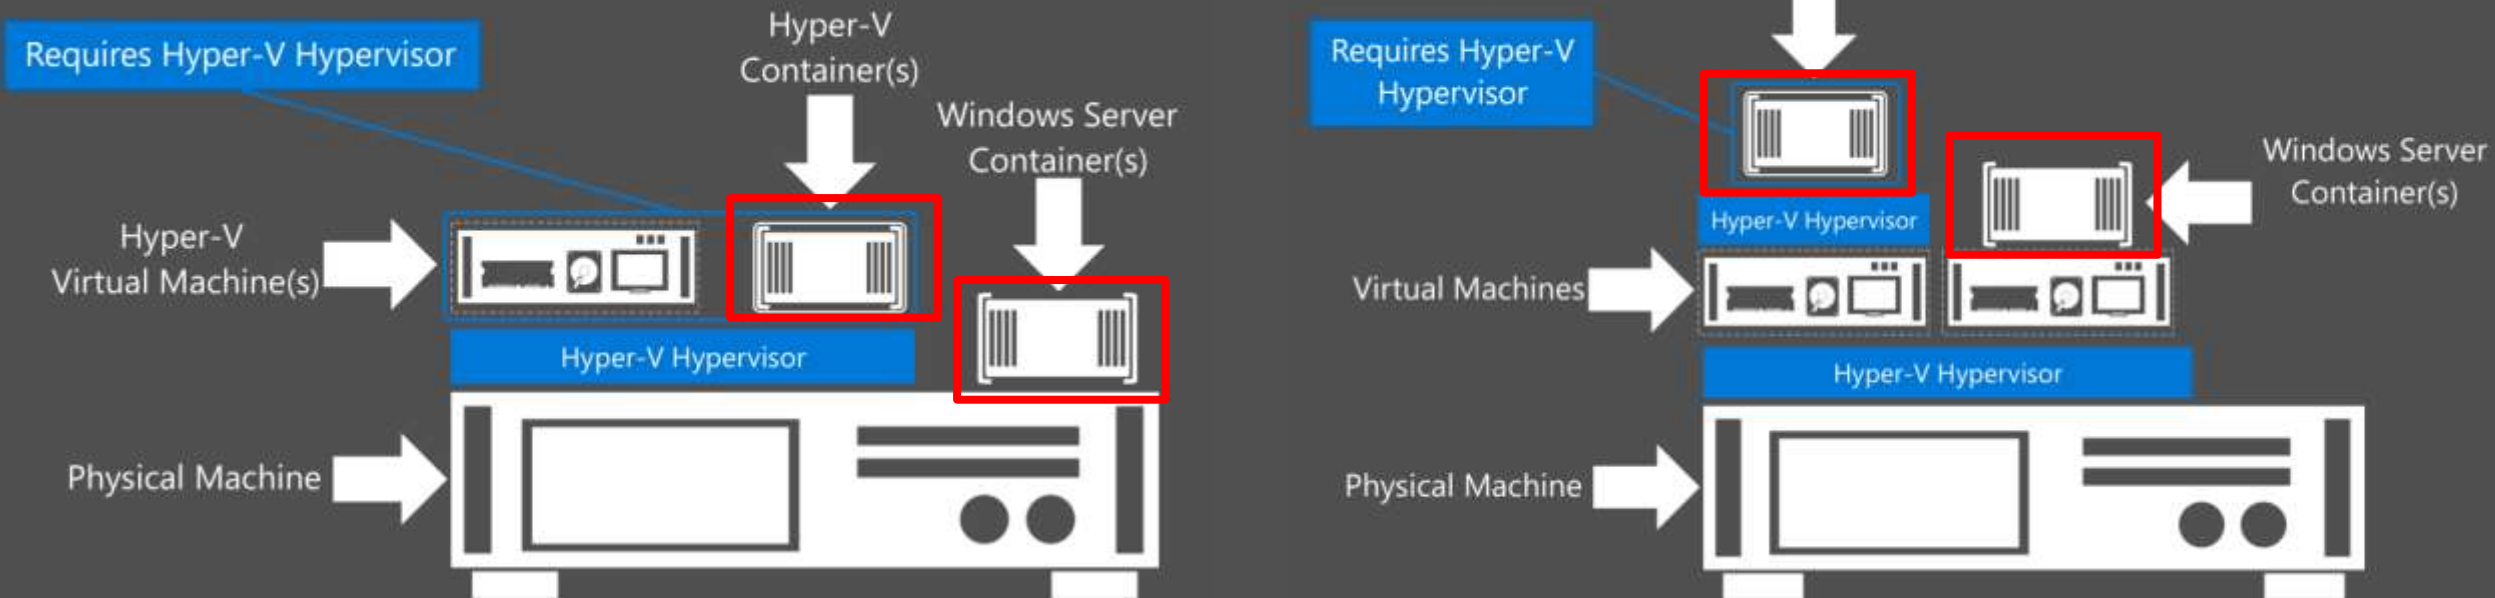 Requires Hyper-V Hypervisor
Hyper-V
Container(s)
Windows Server
Container(s)
Hyper-V
Virtual Machine(s)
Hyper-V Hypervisor
Physical Machine
Requires Hyper-V
Hypervisor
Windows Server
Container(s)
Hyper-V Hypervisor
Virtual Machines
Hyper-V Hypervisor
Physical Machine